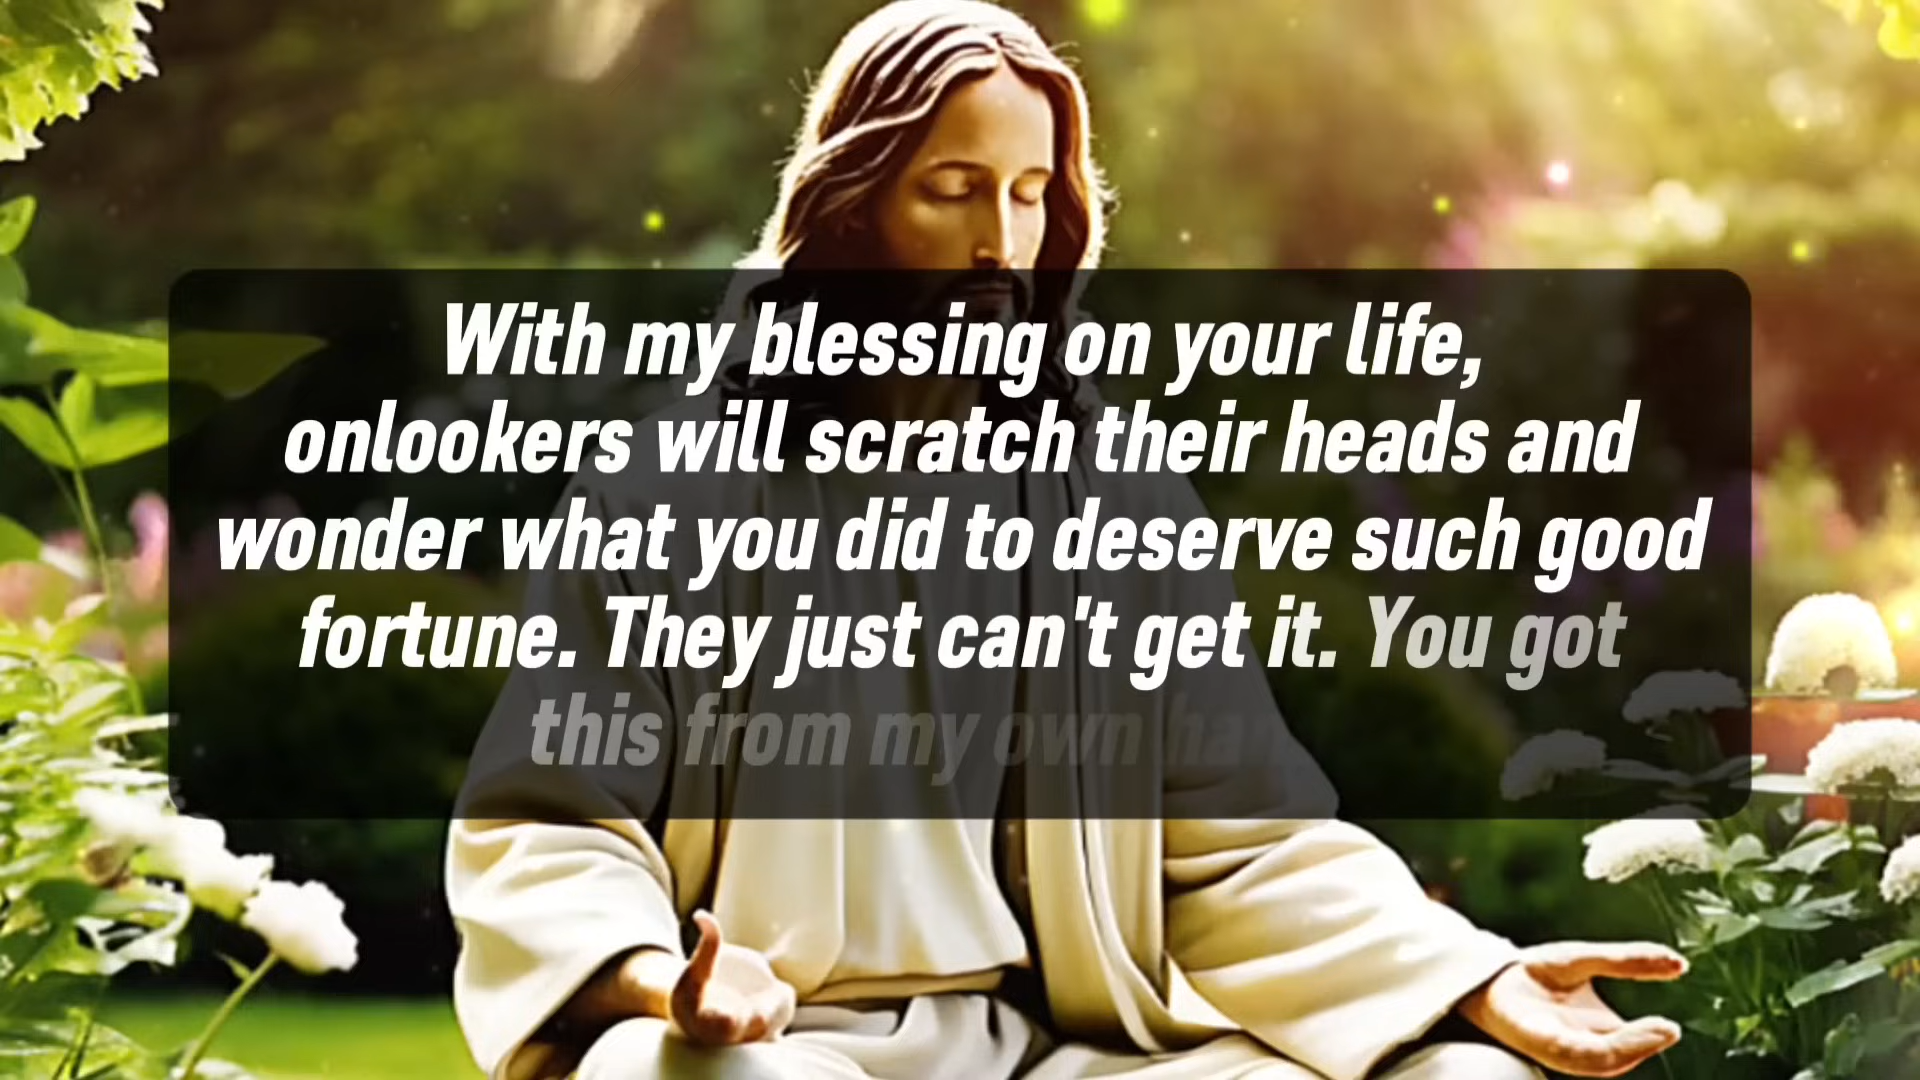 With my blessing on your life,
onlookers will scratch their heads and
wonder what you did to deserve such good
fortune. They just can't get it. You got
this from my own